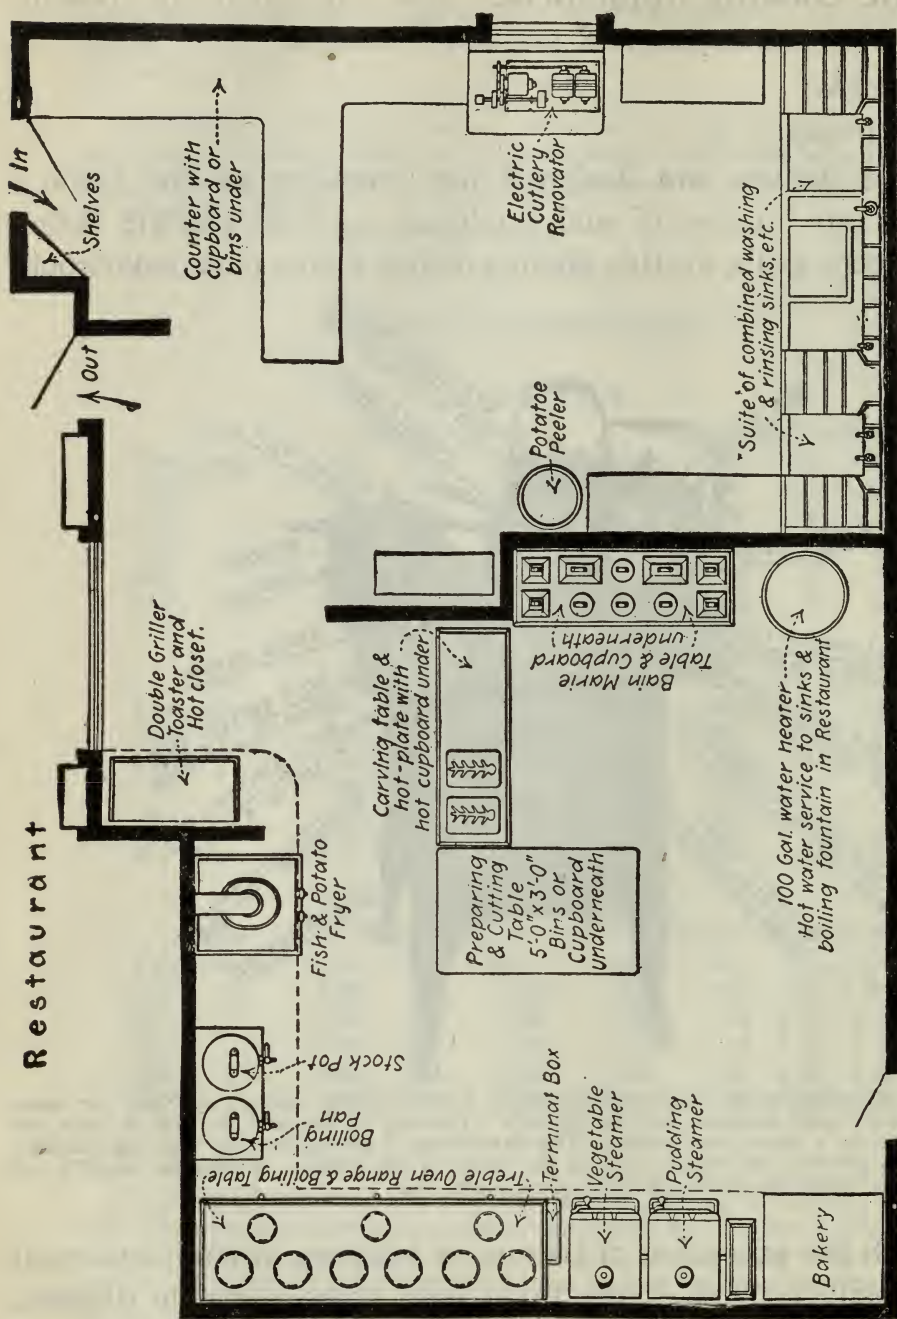 Restaurant
In
Shelves
Out
Counter with
cupboard or
bins under
Electric
Cutlery
Renovator
Double Griller
Toaster and
Hot closet.
Potatoe
Peeler
Suite of combined washing
& rinsing sinks, etc.
Fish & Potato
Fryer
Carving table &
hot-plate with
hot cupboard under
Bain Marie
Table & Cupboard
underneath
Stock Pot
Boiling
Pan
Preparing
& Cutting
Table
5'-0"x3'-0"
Bins or
Cupboard
underneath
100 Gal. water heater
Hot water service to sinks &
boiling fountain in Restaurant
Treble Oven Range & Boiling Table
Terminal Box
Vegetable
Steamer
Pudding
Steamer
Bakery